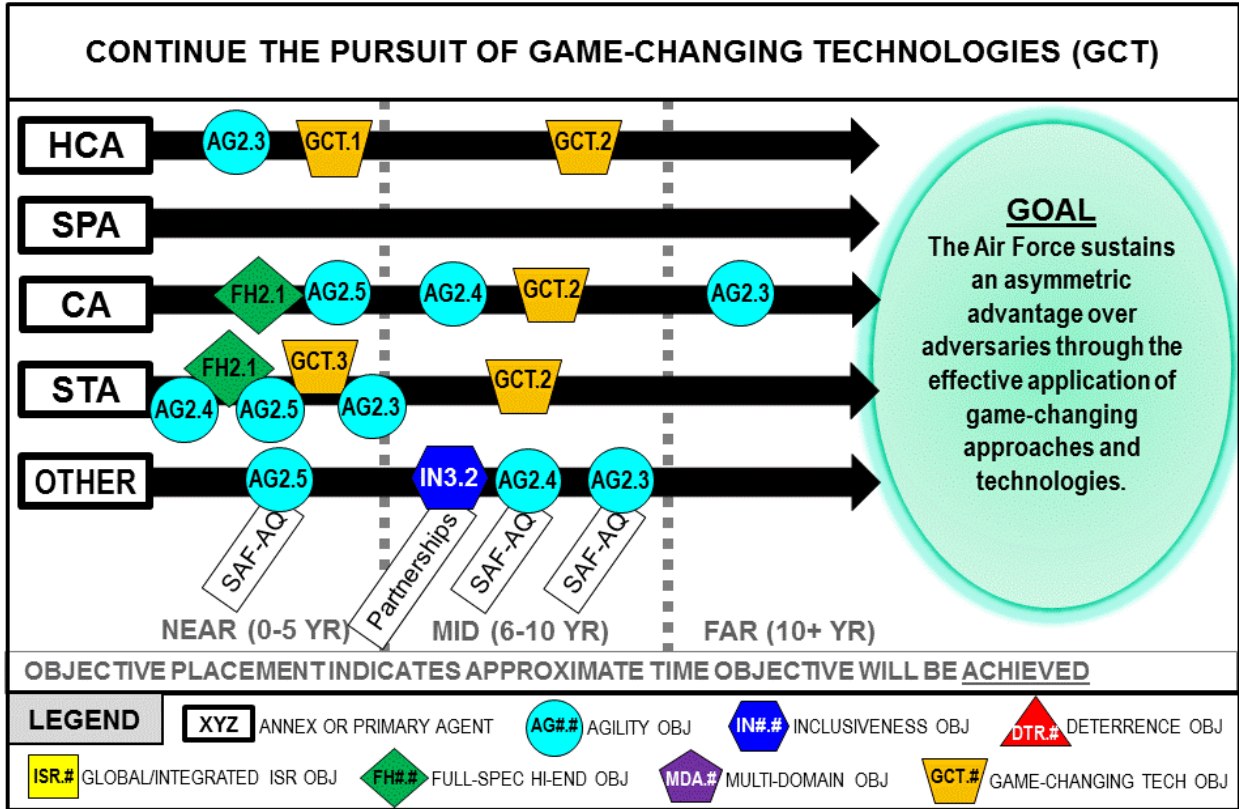 CONTINUE THE PURSUIT OF GAME-CHANGING TECHNOLOGIES (GCT)
HCA
AG2.3
GCT.1
GCT.2
SPA
CA
FH2.1
AG2.5
AG2.4
GCT.2
AG2.3
STA
FH2.1
GCT.3
AG2.4
AG2.5
AG2.3
GCT.2
OTHER
AG2.5
IN3.2
AG2.4
AG2.3
SAF-AQ
Partnerships
SAF-AQ
SAF-AQ
GOAL
The Air Force sustains
an asymmetric
advantage over
adversaries through the
effective application of
game-changing
approaches and
technologies.
NEAR (0-5 YR)
MID (6-10 YR)
FAR (10+ YR)
OBJECTIVE PLACEMENT INDICATES APPROXIMATE TIME OBJECTIVE WILL BE ACHIEVED
LEGEND
XYZ ANNEX OR PRIMARY AGENT
AG#.# AGILITY OBJ
IN#.# INCLUSIVENESS OBJ
DTR.# DETERRENCE OBJ
ISR.# GLOBAL/INTEGRATED ISR OBJ
FH#.# FULL-SPEC HI-END OBJ
MDA.# MULTI-DOMAIN OBJ
GCT.# GAME-CHANGING TECH OBJ